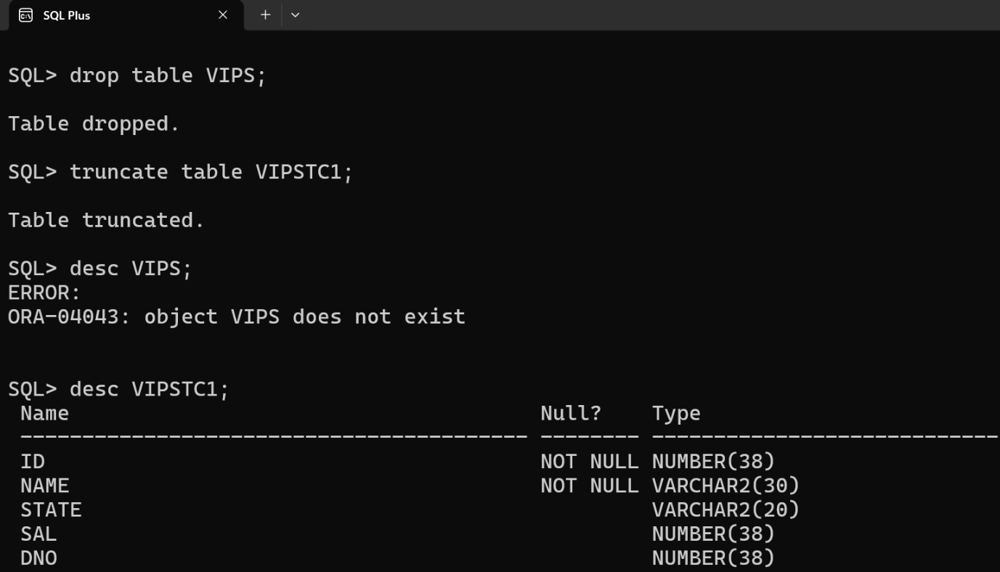 SQL Plus
SQL> drop table VIPS;
Table dropped.
SQL> truncate table VIPSTC1;
Table truncated.
SQL> desc VIPS;
ERROR:
ORA-04043: object VIPS does not exist
SQL> desc VIPSTC1;
Name Null? Type
----------------------------------------- -------- ----------------------------
ID NOT NULL NUMBER(38)
NAME NOT NULL VARCHAR2(30)
STATE VARCHAR2(20)
SAL NUMBER(38)
DNO NUMBER(38)